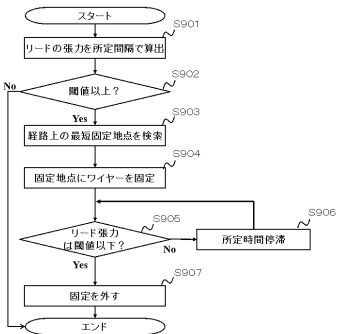 スタート
S901
リードの張力を所定間隔で算出
S902
閾値以上？
No
Yes
S903
経路上の最短固定地点を検索
S904
固定地点にワイヤーを固定
S905
リード張力
は閾値以下？
S906
所定時間停滞
No
Yes
S907
固定を外す
エンド